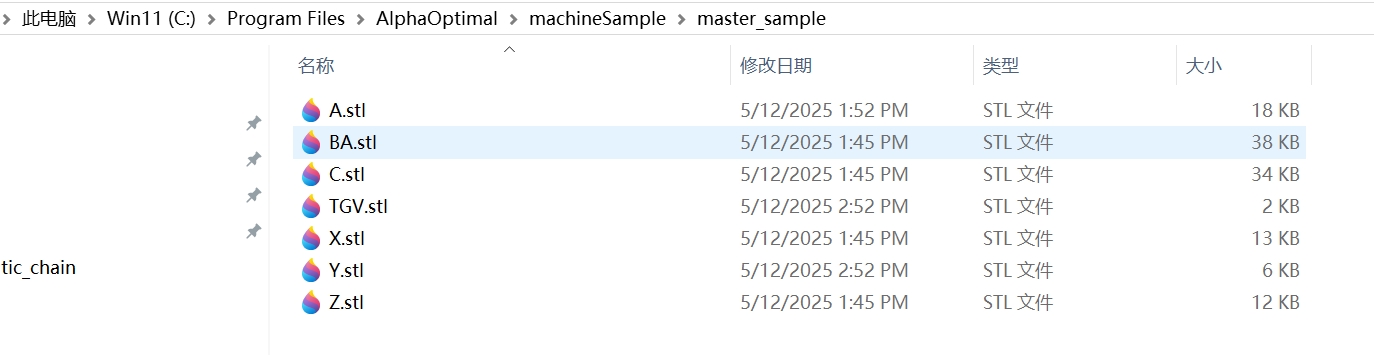 此电脑 > Win11 (C:) > Program Files > AlphaOptimal > machineSample > master_sample
名称 修改日期 类型 大小
A.stl 5/12/2025 1:52 PM STL 文件 18 KB
BA.stl 5/12/2025 1:45 PM STL 文件 38 KB
C.stl 5/12/2025 1:45 PM STL 文件 34 KB
TGV.stl 5/12/2025 2:52 PM STL 文件 2 KB
X.stl 5/12/2025 1:45 PM STL 文件 13 KB
tic_chain
Y.stl 5/12/2025 2:52 PM STL 文件 6 KB
Z.stl 5/12/2025 1:45 PM STL 文件 12 KB